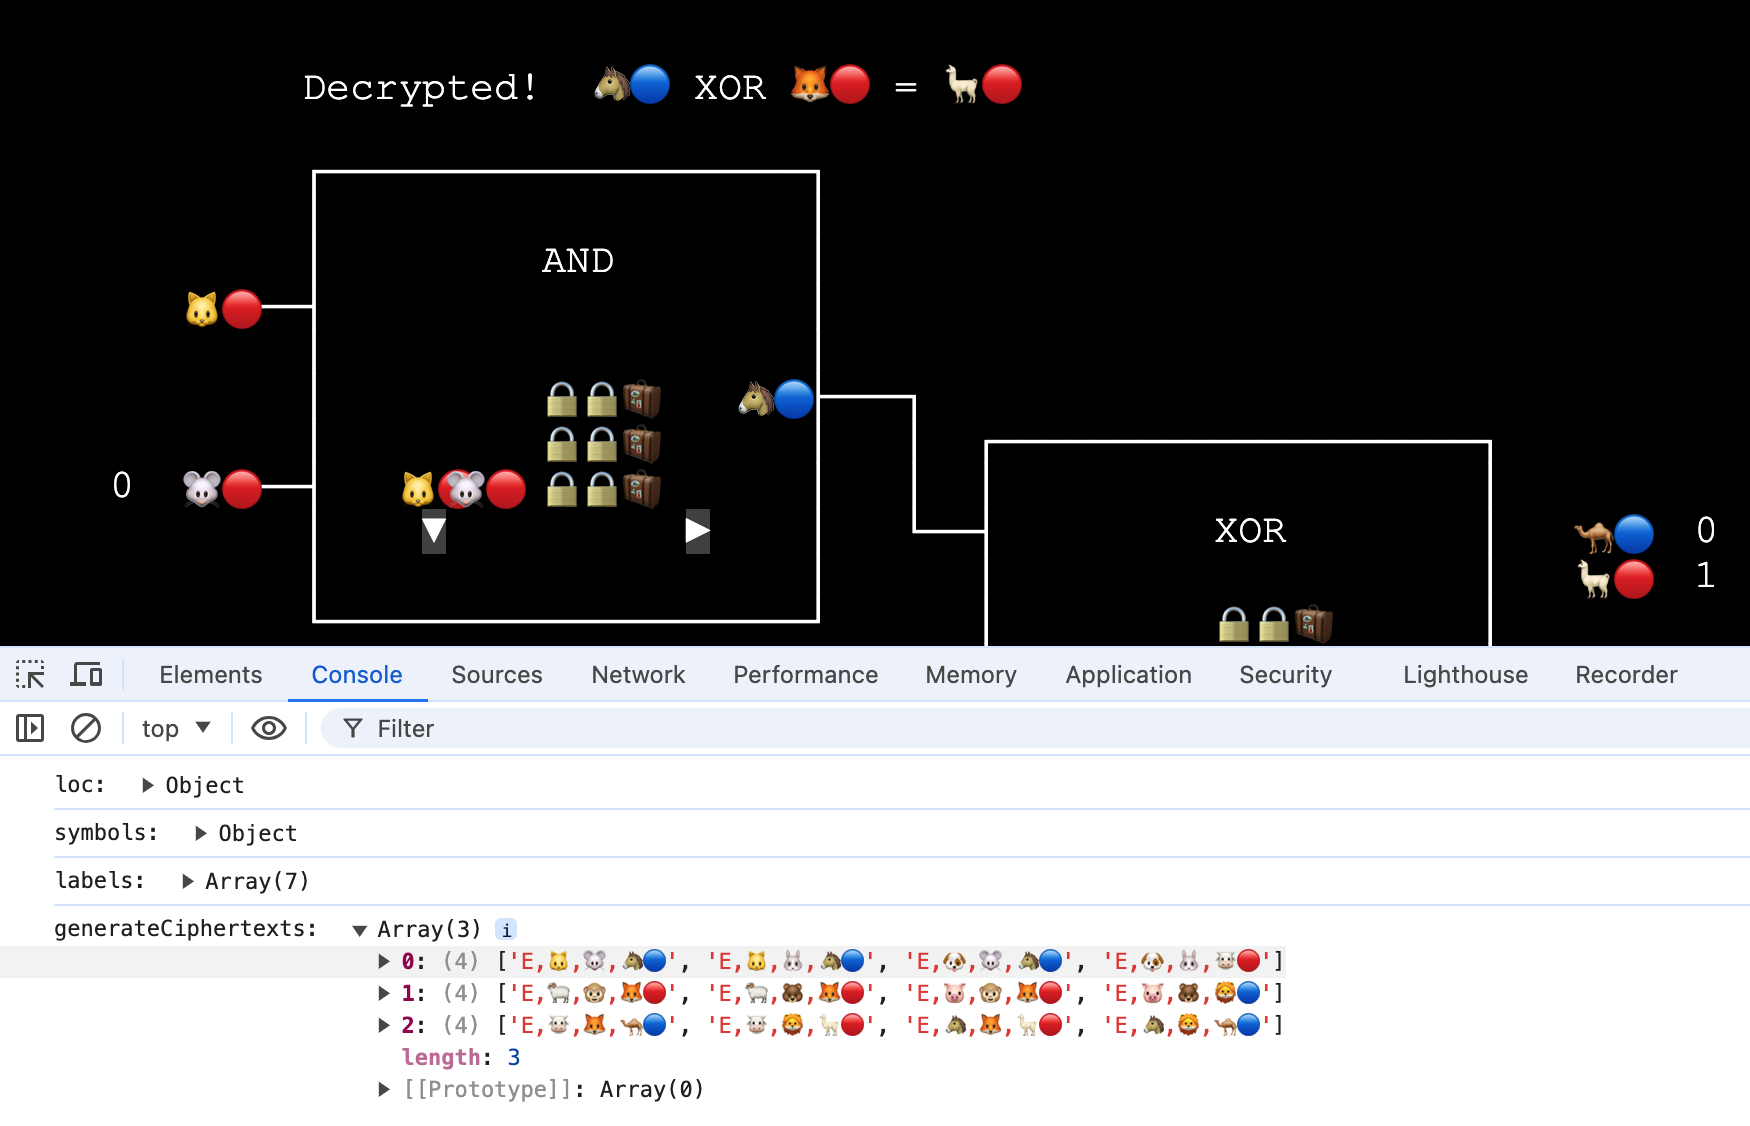 Decrypted! 🐴🔵 XOR 🦊🔴 = 🦙🔴
AND
🐱🔴
🔒🔒🧳 🐴🔵
🔒🔒🧳
0 🐭🔴 🐱🔴🐭🔴 🔒🔒🧳
▼ ▶
XOR
🐪🔵 0
🦙🔴 1
🔒🔒🧳
Elements Console Sources Network Performance Memory Application Security Lighthouse Recorder
top ▼ Filter
loc: ▶ Object
symbols: ▶ Object
labels: ▶ Array(7)
generateCiphertexts: ▼ Array(3) i
▶ 0: (4) ['E,🐱,🐭,🐴🔵', 'E,🐱,🐰,🐴🔵', 'E,🐶,🐭,🐴🔵', 'E,🐶,🐰,🐮🔴']
▶ 1: (4) ['E,🐑,🐵,🦊🔴', 'E,🐑,🐻,🦊🔴', 'E,🐷,🐵,🦊🔴', 'E,🐷,🐻,🦁🔵']
▶ 2: (4) ['E,🐮,🦊,🐪🔵', 'E,🐮,🦁,🦙🔴', 'E,🐴,🦊,🦙🔴', 'E,🐴,🦁,🐪🔵']
length: 3
▶ [[Prototype]]: Array(0)